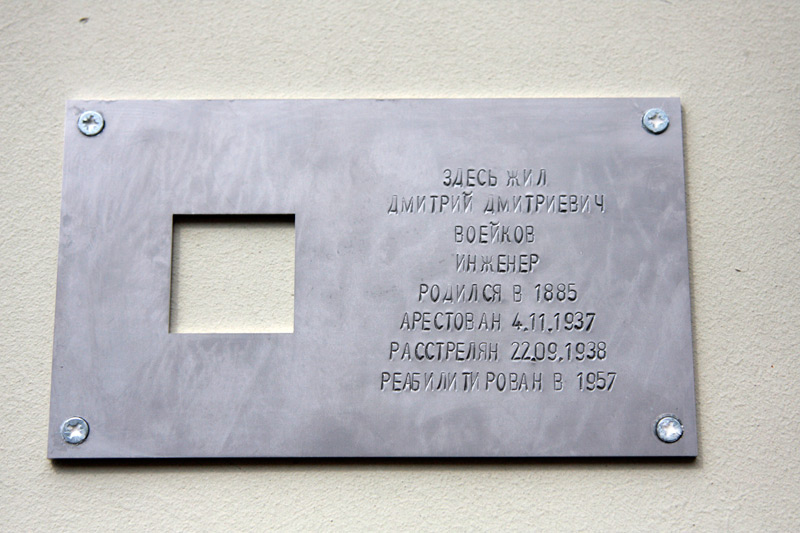 ЗДЕСЬ ЖИЛ
ДМИТРИЙ ДМИТРИЕВИЧ
ВОЕЙКОВ
ИНЖЕНЕР
РОДИЛСЯ В 1885
АРЕСТОВАН 4.11.1937
РАССТРЕЛЯН 22.09.1938
РЕАБИЛИТИРОВАН В 1957